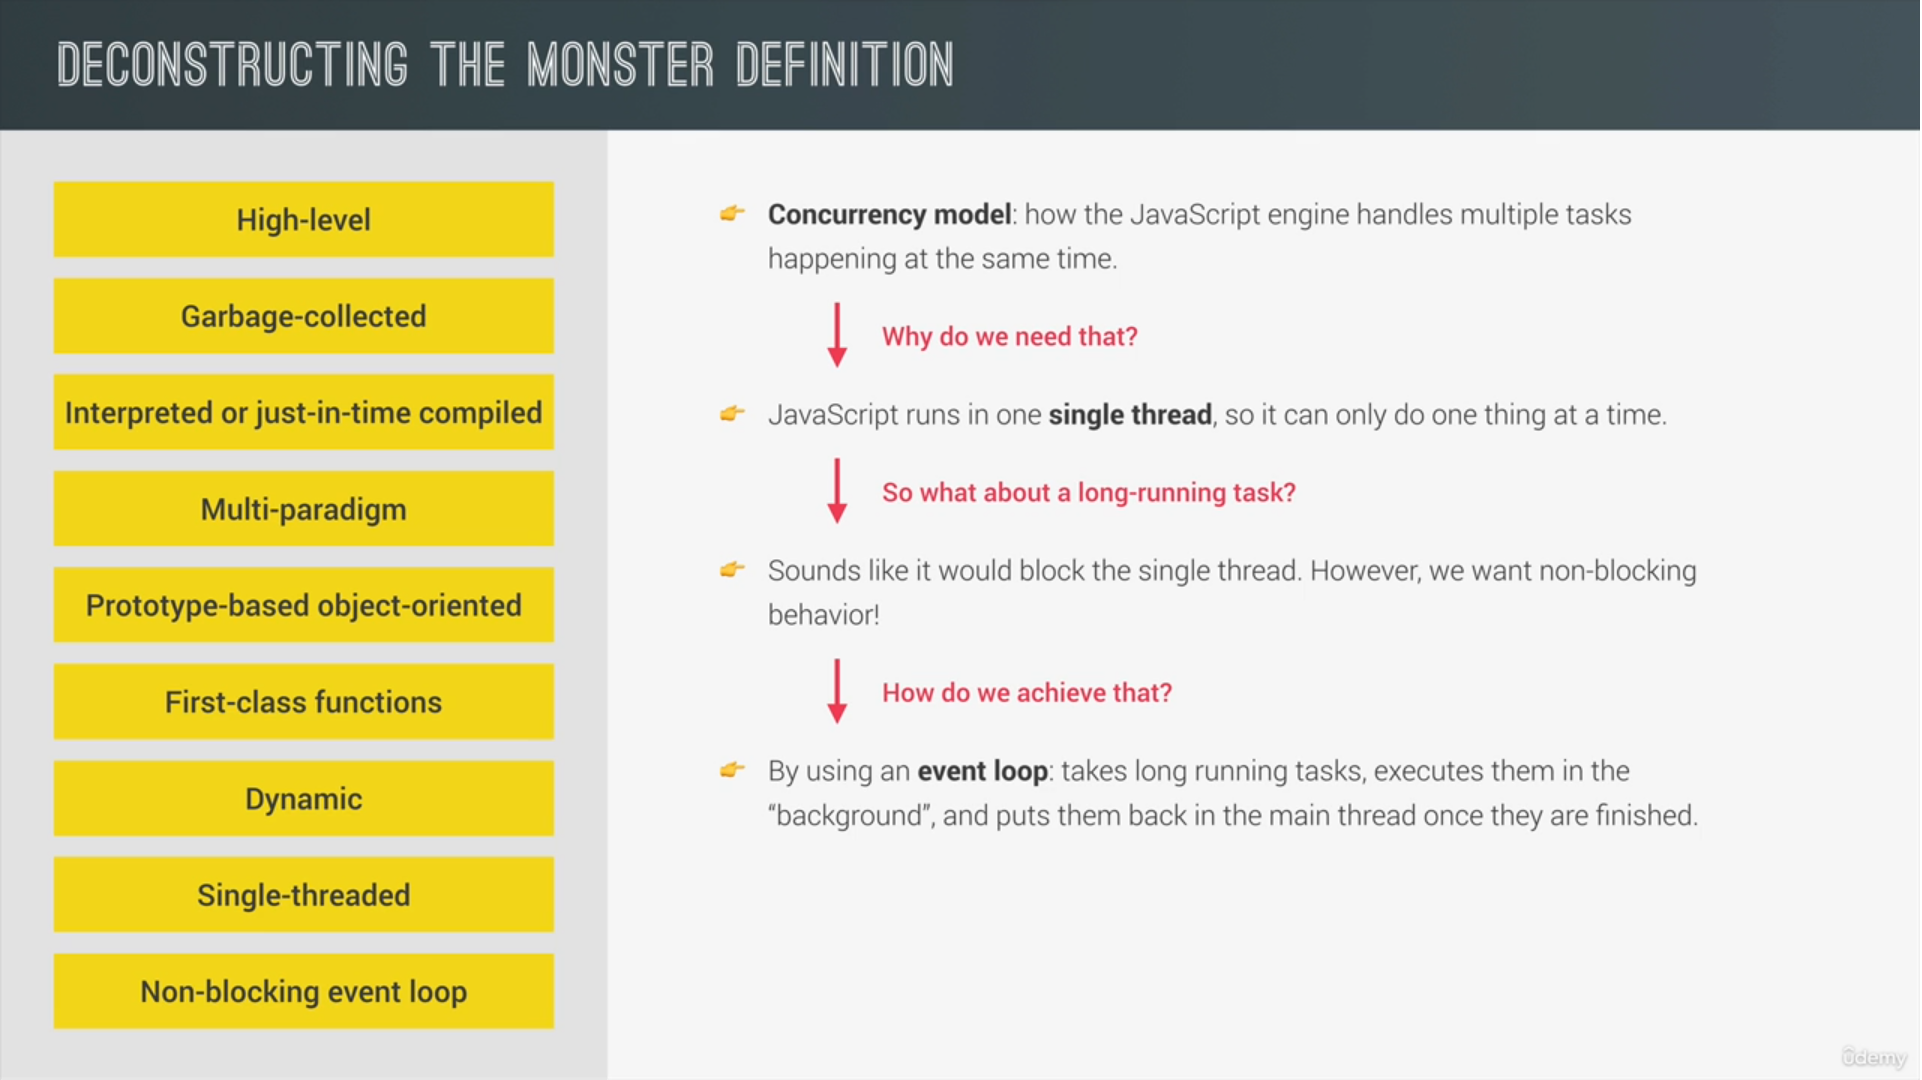 DECONSTRUCTING THE MONSTER DEFINITION
High-level
Garbage-collected
Interpreted or just-in-time compiled
Multi-paradigm
Prototype-based object-oriented
First-class functions
Dynamic
Single-threaded
Non-blocking event loop
Concurrency model: how the JavaScript engine handles multiple tasks
happening at the same time.
Why do we need that?
JavaScript runs in one single thread, so it can only do one thing at a time.
So what about a long-running task?
Sounds like it would block the single thread. However, we want non-blocking
behavior!
How do we achieve that?
By using an event loop: takes long running tasks, executes them in the
“background”, and puts them back in the main thread once they are finished.
ûdemy